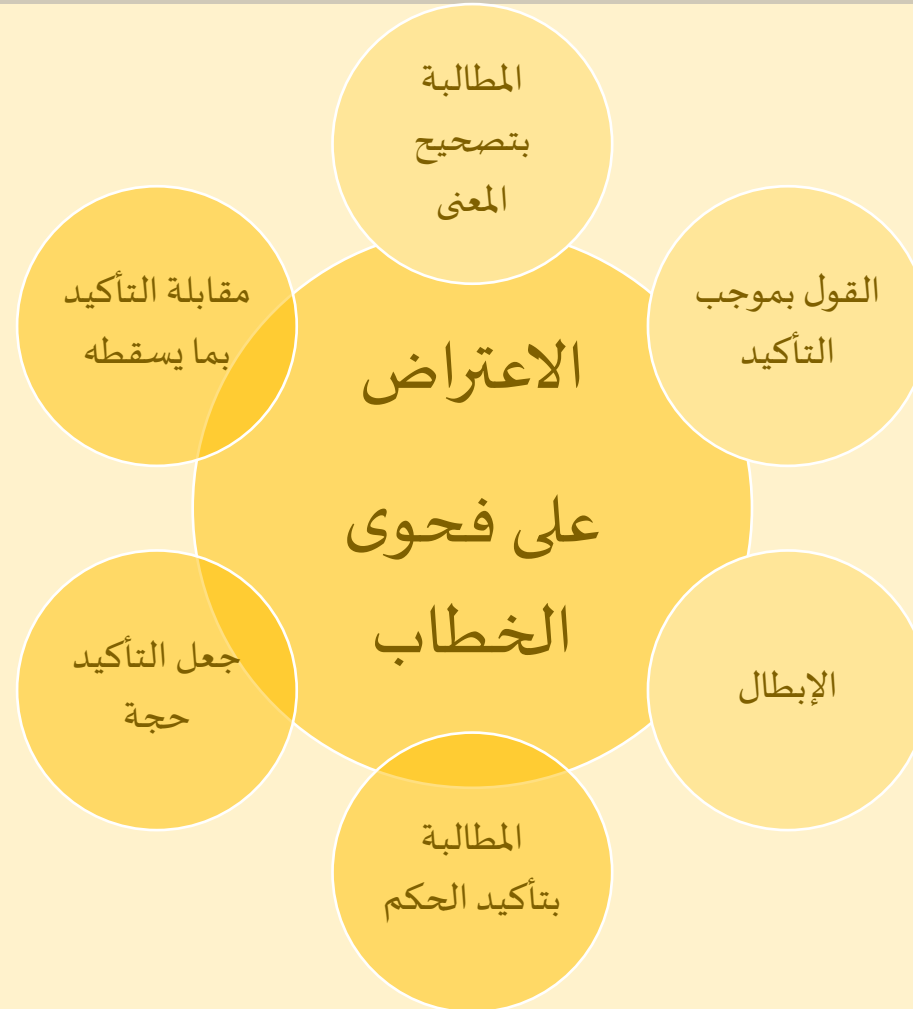 المطالبة
بتصحيح
المعنى
القول بموجب
التأكيد
الإبطال
المطالبة
بتأكيد الحكم
جعل التأكيد
حجة
مقابلة التأكيد
بما يسقطه
الاعتراض
على فحوى
الخطاب